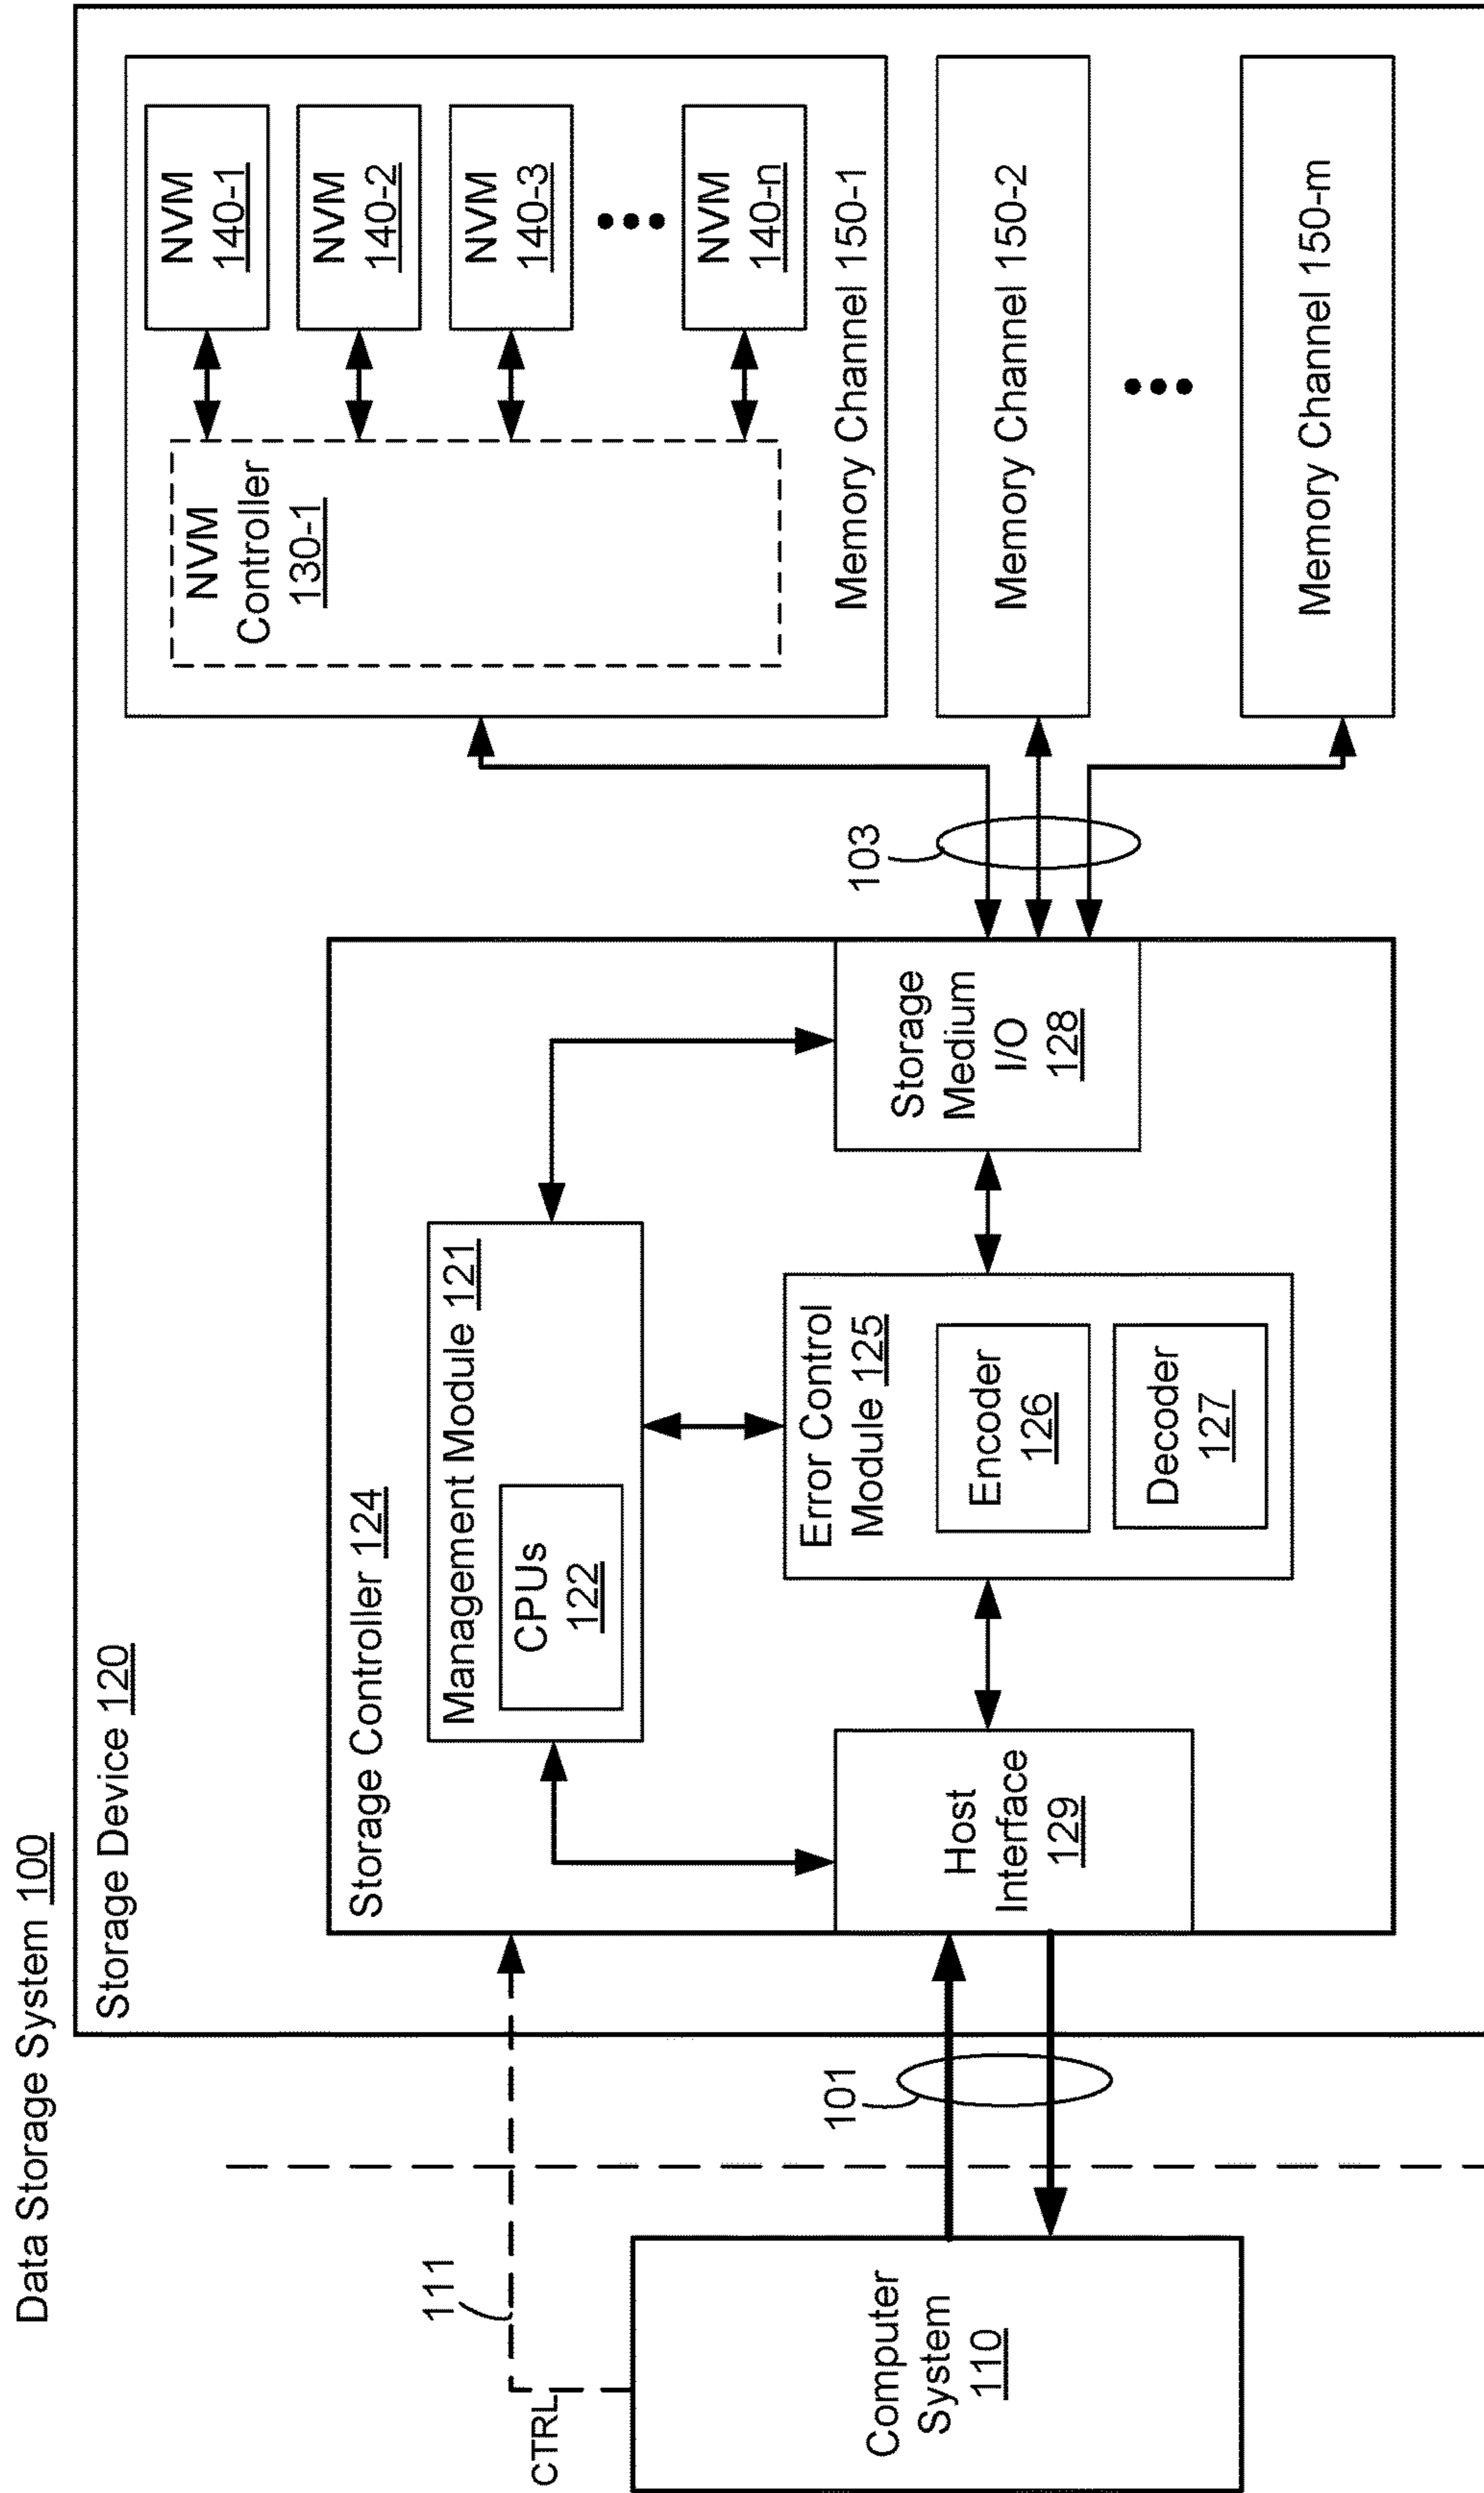 Data Storage System 100
Storage Device 120
Storage Controller 124
Management Module 121
CPUs
122
Error Control
Module 125
Encoder
126
Decoder
127
Host
Interface
129
Storage
Medium
I/O
128
CTRL
111
Computer
System
110
101
103
NVM
Controller
130-1
NVM
140-1
NVM
140-2
NVM
140-3
NVM
140-n
Memory Channel 150-1
Memory Channel 150-2
Memory Channel 150-m